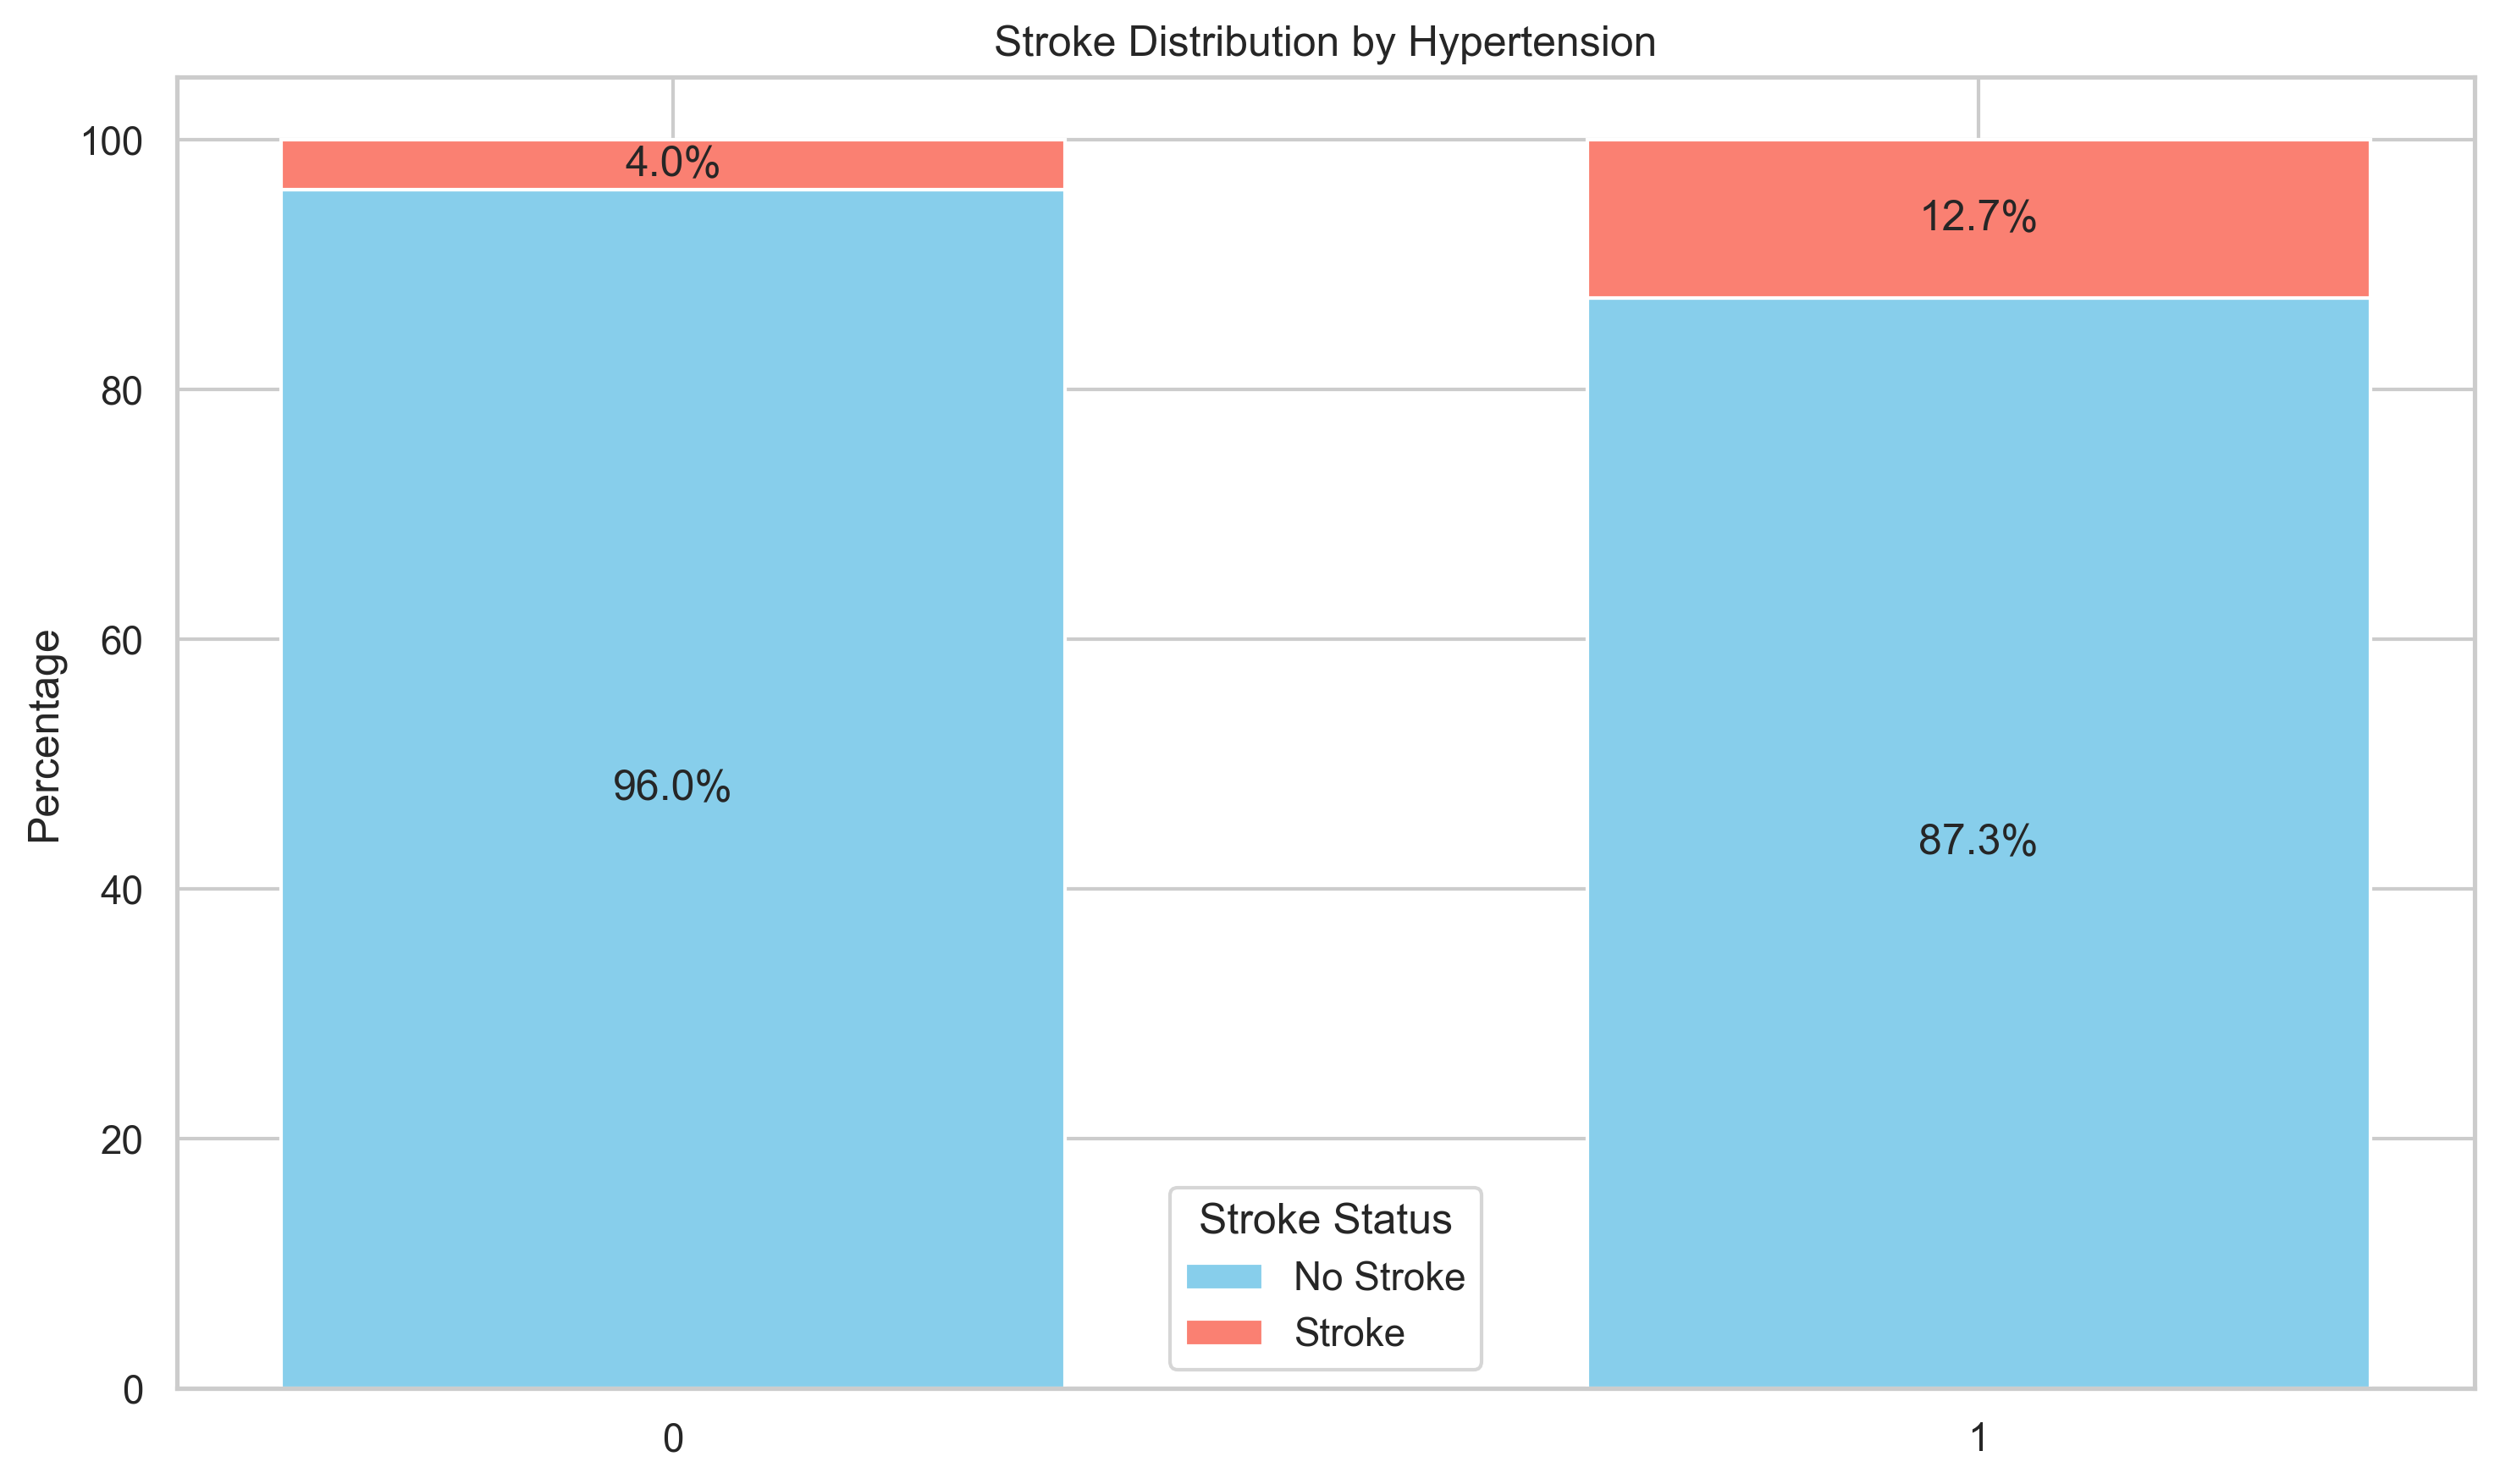 Stroke Distribution by Hypertension
Percentage
100
80
60
40
20
0
4.0%
12.7%
96.0%
87.3%
Stroke Status
No Stroke
Stroke
0
1